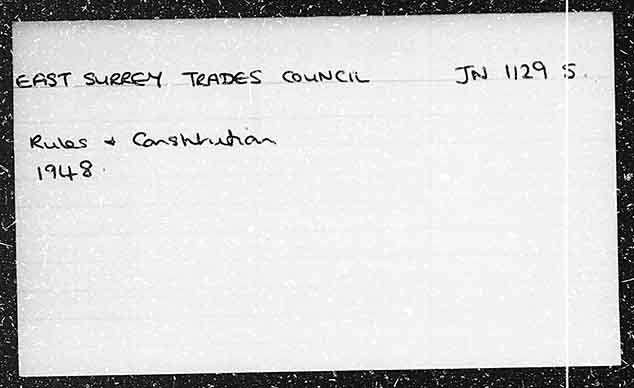 EAST SURREY TRADES COUNCIL JN 1129 S.
Rules + Constitution
1948.